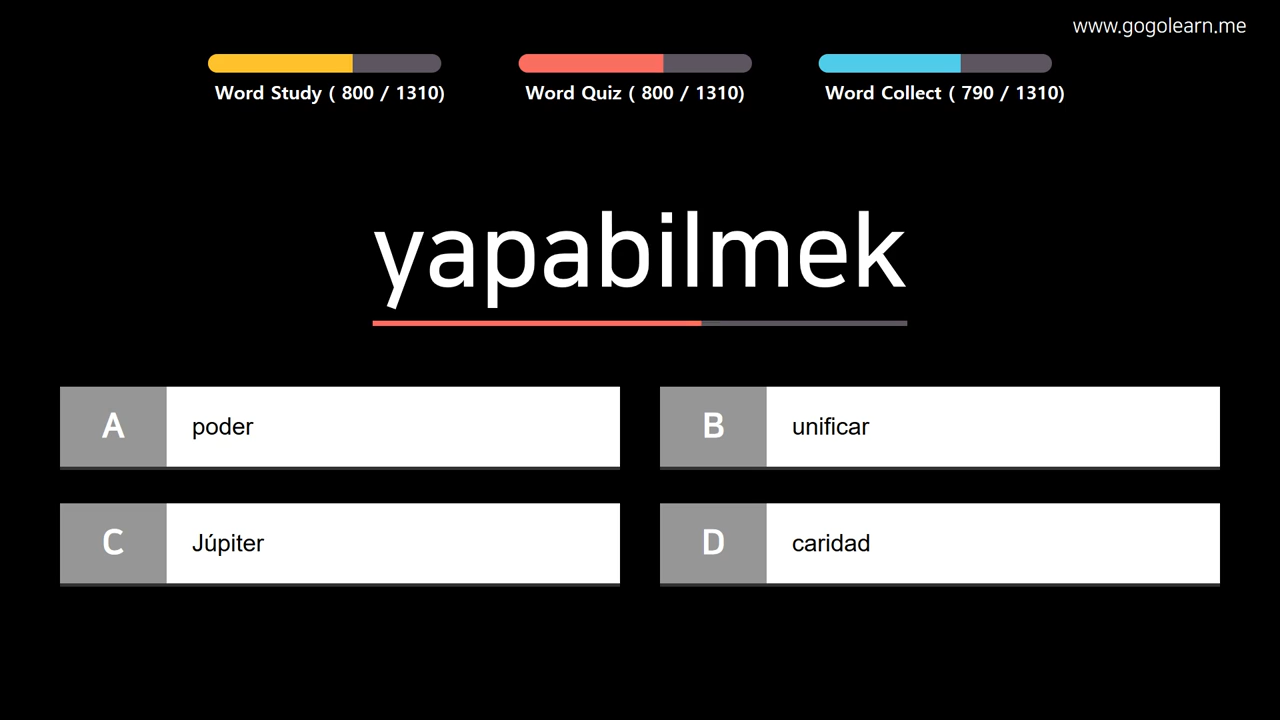 www.gogolearn.me
Word Study ( 800 / 1310)
Word Quiz ( 800 / 1310)
Word Collect ( 790 / 1310)
yapabilmek
A poder
B unificar
C Júpiter
D caridad